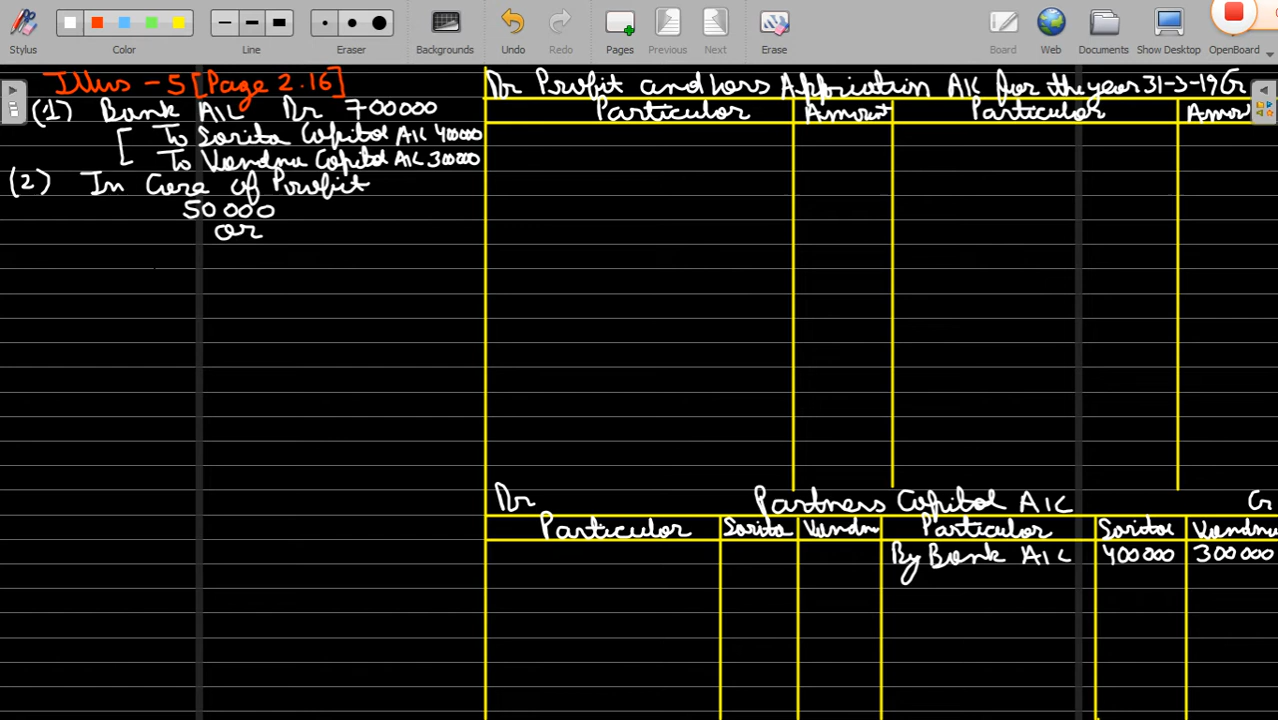 Stylus
Color
Line
Eraser
Backgrounds
Undo
Redo
Pages
Previous
Next
Erase
Board
Web
Documents
Show Desktop
OpenBoard
Illus - 5 [Page 2.16]
(1) Bank A/C Dr 700000
To Sarita Capital A/C 400000
To Vandna Capital A/C 300000
(2) In Case of Profit
50000
or
Dr Profit and Loss Appriation A/C for the year 31-3-19 Cr
Particular Amount Particular Amou
Dr Partners Capital A/C Cr
Particular Sarita Vandna Particular Sarita Vandna
By Bank A/C 400000 300000